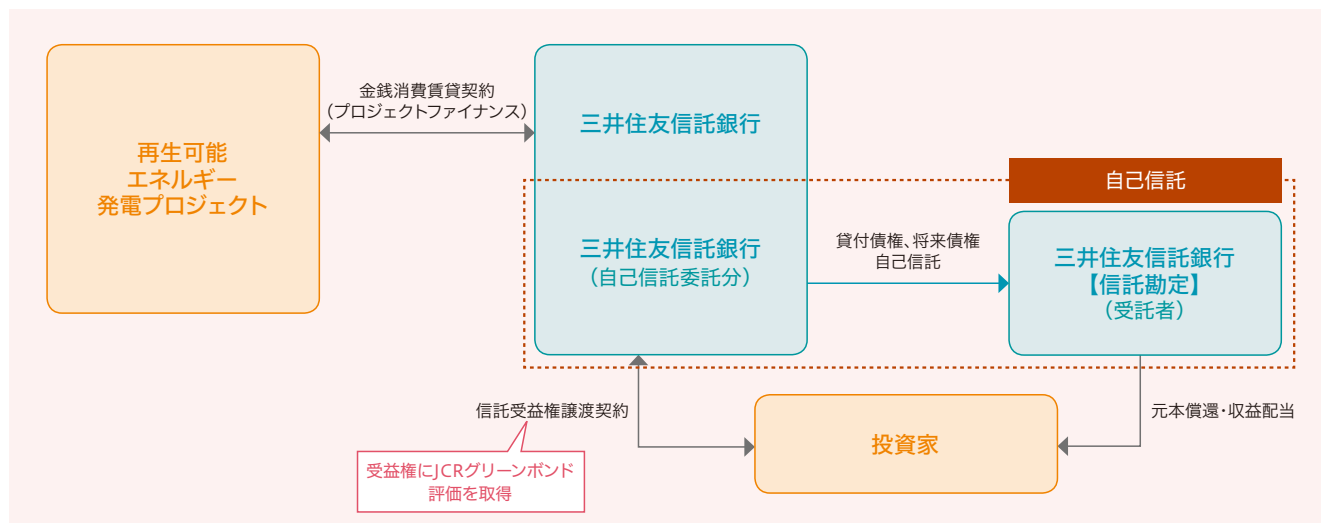 再生可能
エネルギー
発電プロジェクト
金銭消費賃貸契約
（プロジェクトファイナンス）
三井住友信託銀行
三井住友信託銀行
（自己信託委託分）
貸付債権、将来債権
自己信託
自己信託
三井住友信託銀行
【信託勘定】
（受託者）
信託受益権譲渡契約
受益権にJCRグリーンボンド
評価を取得
投資家
元本償還・収益配当